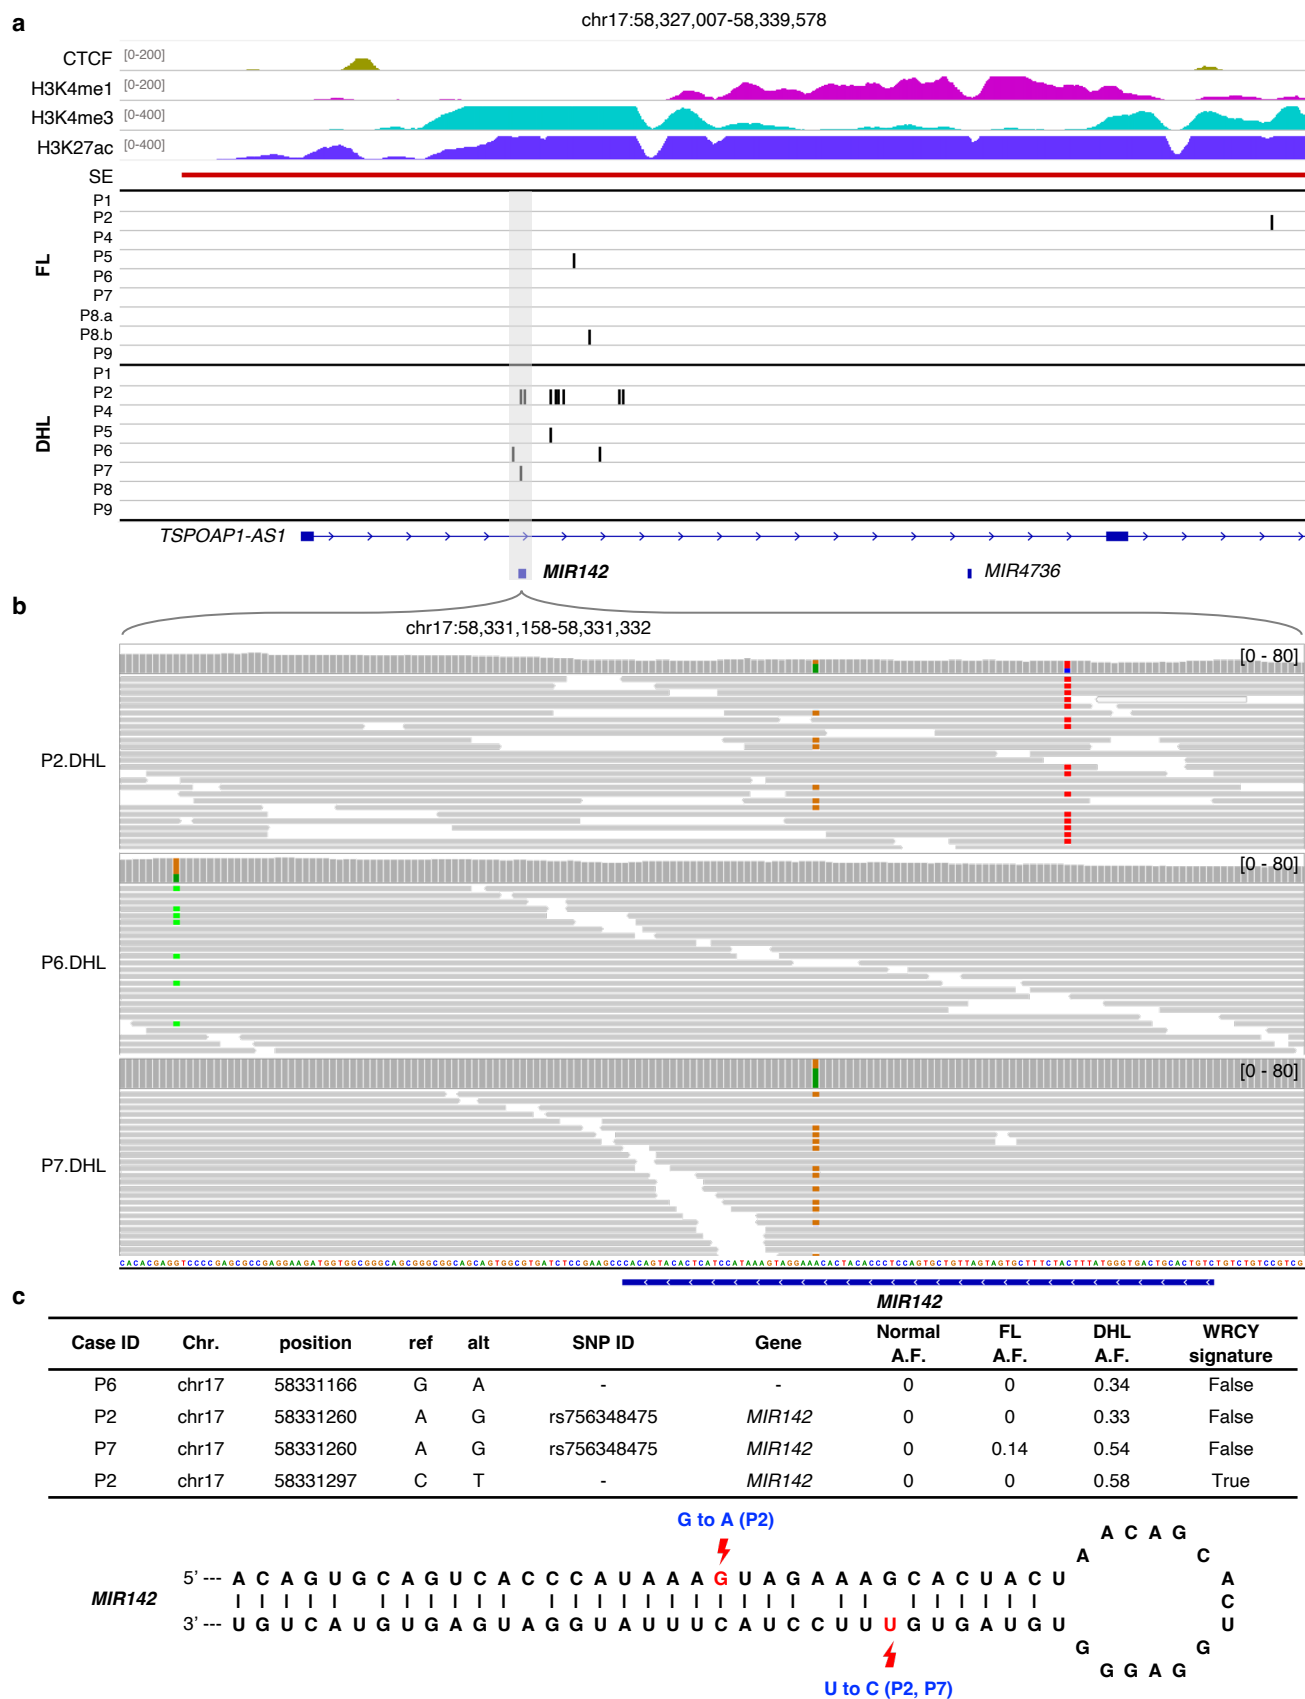 a
chr17:58,327,007-58,339,578
CTCF [0-200]
H3K4me1 [0-200]
H3K4me3 [0-400]
H3K27ac [0-400]
SE
FL
P1
P2
P4
P5
P6
P7
P8.a
P8.b
P9
DHL
P1
P2
P4
P5
P6
P7
P8
P9
TSPOAP1-AS1
MIR142 MIR4736
b
chr17:58,331,158-58,331,332
[0 - 80]
P2.DHL
[0 - 80]
P6.DHL
[0 - 80]
P7.DHL
CACACGAGGTCCCCGAGCGCCGAGGAAGATGGTGGCGGGCAGCGGGCGGCAGCAGTGGCGTGATCTCCGAAGCCCACAGTACACTCATCCATAAAGTAGGAAACACTACACCCTCCAGTGCTGTTAGTAGTGCTTTCTACTTTATGGGTGACTGCACTGTCTGTCTGTCCGTCG
MIR142
c
Case ID Chr. position ref alt SNP ID Gene Normal A.F. FL A.F. DHL A.F. WRCY signature
P6 chr17 58331166 G A - - 0 0 0.34 False
P2 chr17 58331260 A G rs756348475 MIR142 0 0 0.33 False
P7 chr17 58331260 A G rs756348475 MIR142 0 0.14 0.54 False
P2 chr17 58331297 C T - MIR142 0 0 0.58 True
G to A (P2)
A C A G
A C
5' --- A C A G U G C A G U C A C C C A U A A A G U A G A A A G C A C U A C U A
MIR142
C
3' --- U G U C A U G U G A G U A G G U A U U U C A U C C U U U G U G A U G U U
G G
G G A G
U to C (P2, P7)